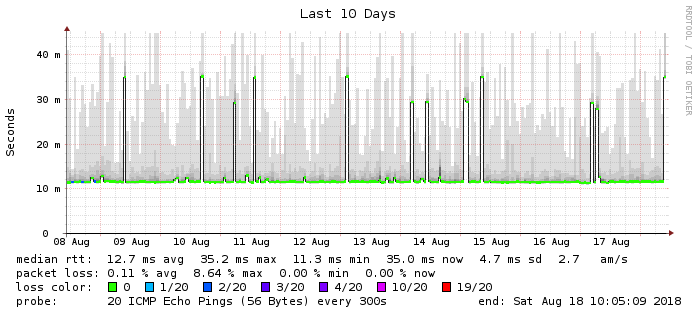 Last 10 Days
RRDTOOL / TOBI OETIKER
Seconds
40 m
30 m
20 m
10 m
0
08 Aug 09 Aug 10 Aug 11 Aug 12 Aug 13 Aug 14 Aug 15 Aug 16 Aug 17 Aug
median rtt: 12.7 ms avg 35.2 ms max 11.3 ms min 35.0 ms now 4.7 ms sd 2.7 am/s
packet loss: 0.11 % avg 8.64 % max 0.00 % min 0.00 % now
loss color: 0 1/20 2/20 3/20 4/20 10/20 19/20
probe: 20 ICMP Echo Pings (56 Bytes) every 300s end: Sat Aug 18 10:05:09 2018